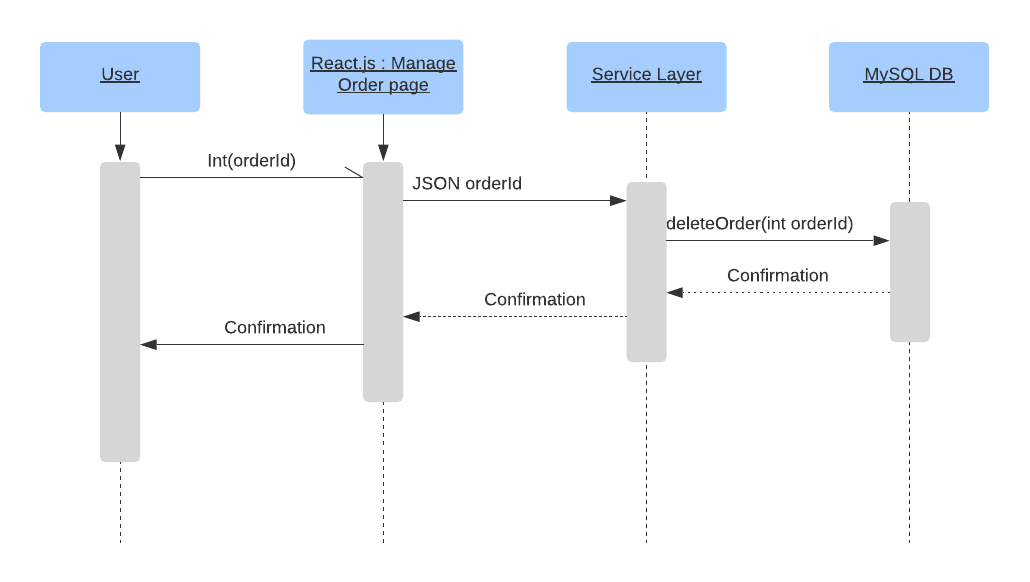 User
React.js : Manage
Order page
Service Layer
MySQL DB
Int(orderId)
JSON orderId
deleteOrder(int orderId)
Confirmation
Confirmation
Confirmation